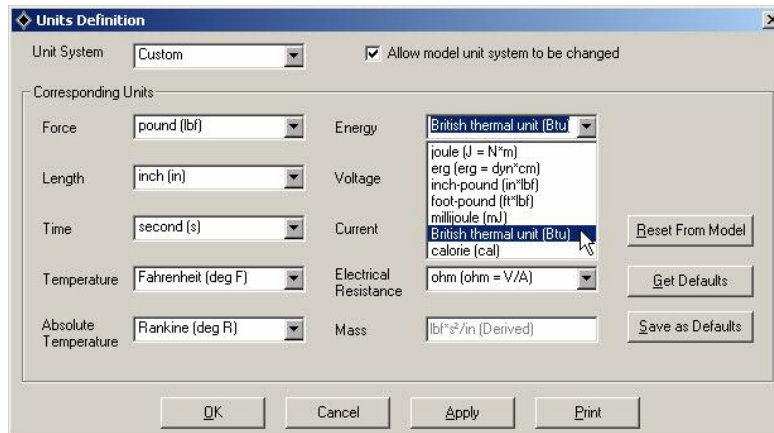 Units Definition
Unit System Custom Allow model unit system to be changed
Corresponding Units
Force pound (lbf) Energy British thermal unit (Btu)
joule (J = N*m)
erg (erg = dyn*cm)
Length inch (in) Voltage inch-pound (in*lbf)
foot-pound (ft*lbf)
millijoule (mJ)
Time second (s) Current British thermal unit (Btu) Reset From Model
calorie (cal)
Temperature Fahrenheit (deg F) Electrical Resistance ohm (ohm = V/A) Get Defaults
Absolute Temperature Rankine (deg R) Mass lbf*s²/in (Derived) Save as Defaults
OK Cancel Apply Print